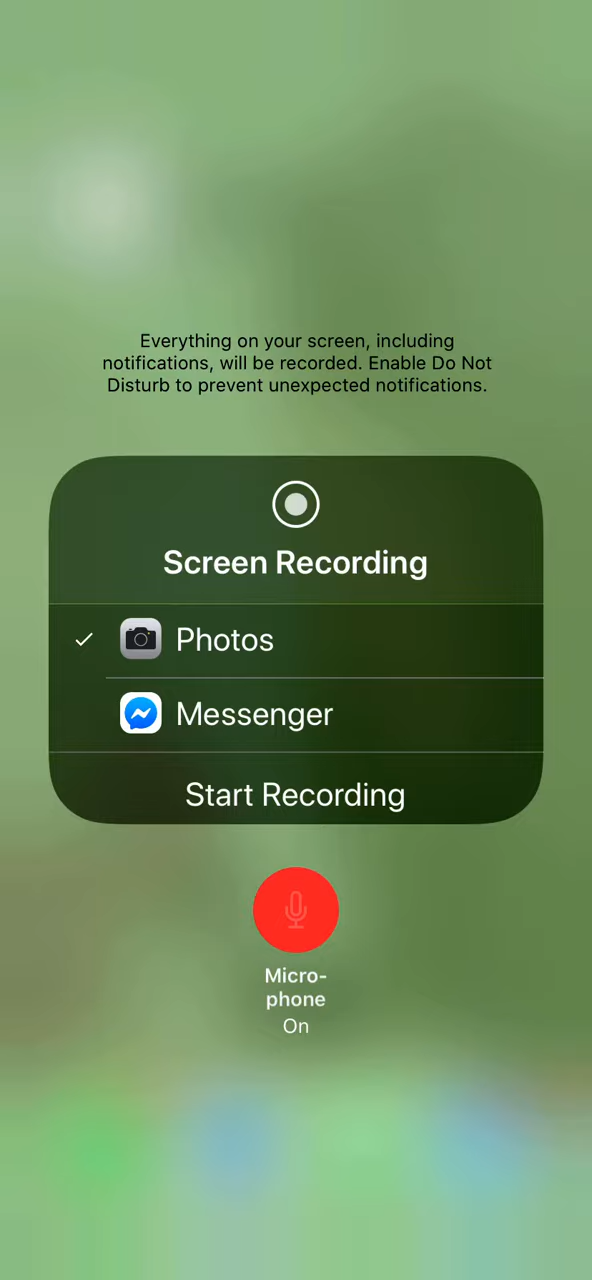 Everything on your screen, including
notifications, will be recorded. Enable Do Not
Disturb to prevent unexpected notifications.
Screen Recording
Photos
Messenger
Start Recording
Micro-
phone
On